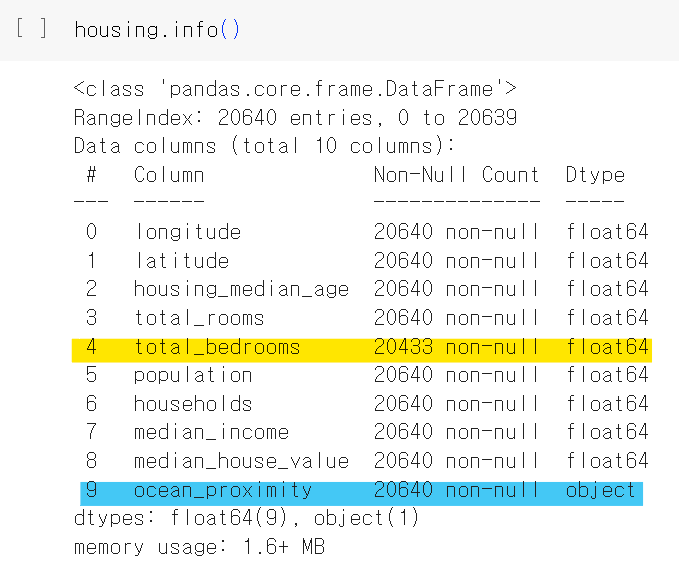 [ ] housing.info()
<class 'pandas.core.frame.DataFrame'>
RangeIndex: 20640 entries, 0 to 20639
Data columns (total 10 columns):
 #   Column              Non-Null Count  Dtype
---  ------              --------------  -----
 0   longitude           20640 non-null  float64
 1   latitude            20640 non-null  float64
 2   housing_median_age  20640 non-null  float64
 3   total_rooms         20640 non-null  float64
 4   total_bedrooms      20433 non-null  float64
 5   population          20640 non-null  float64
 6   households          20640 non-null  float64
 7   median_income       20640 non-null  float64
 8   median_house_value  20640 non-null  float64
 9   ocean_proximity     20640 non-null  object
dtypes: float64(9), object(1)
memory usage: 1.6+ MB